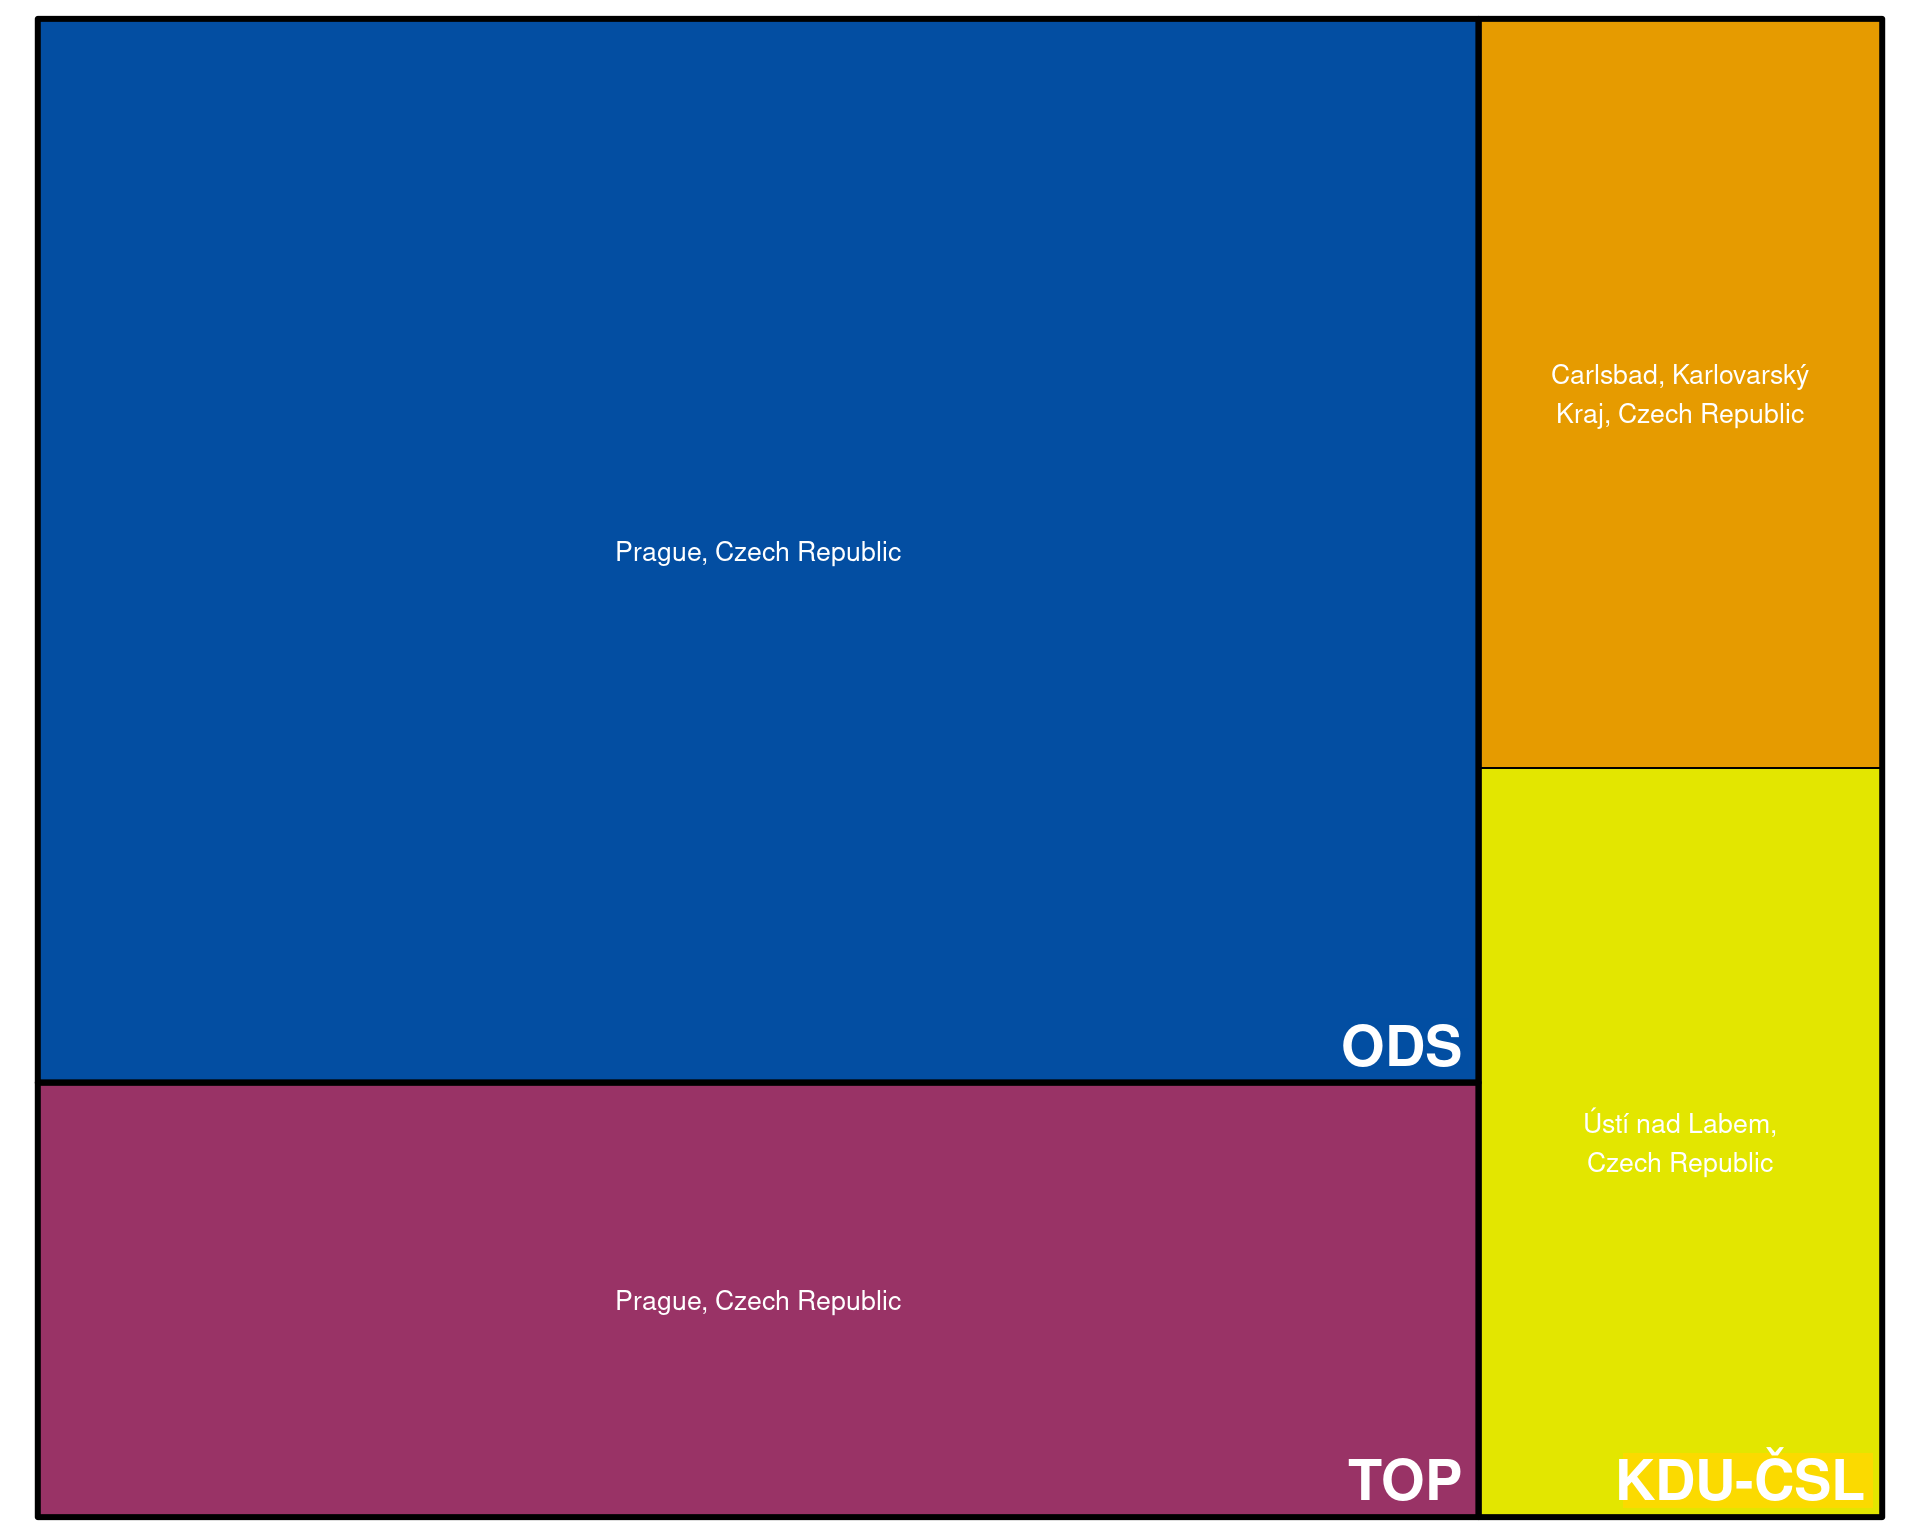 Prague, Czech Republic
ODS
Prague, Czech Republic
TOP
Carlsbad, Karlovarský
Kraj, Czech Republic
Ústí nad Labem,
Czech Republic
KDU-ČSL